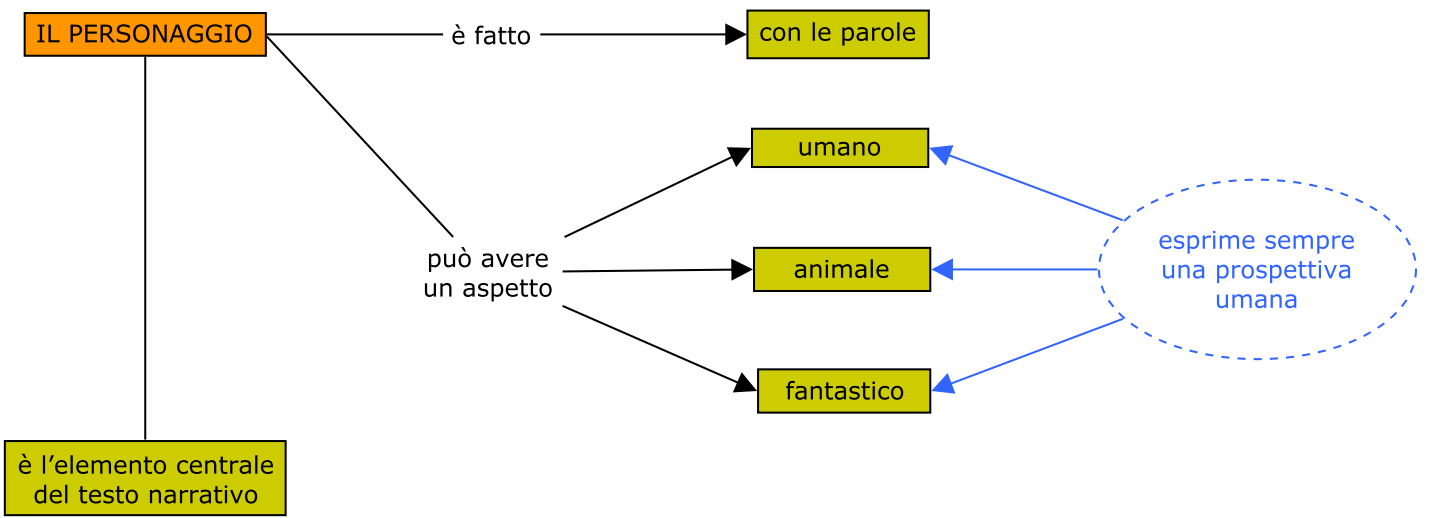 IL PERSONAGGIO
è fatto
con le parole
umano
può avere
un aspetto
animale
fantastico
esprime sempre
una prospettiva
umana
è l’elemento centrale
del testo narrativo